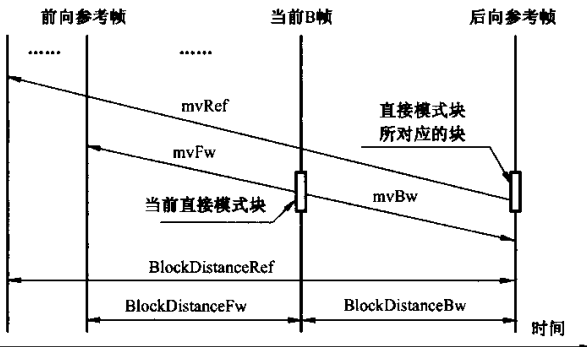 前向参考帧
当前B帧
后向参考帧
......
......
mvRef
直接模式块
所对应的块
mvFw
当前直接模式块
mvBw
BlockDistanceRef
BlockDistanceFw
BlockDistanceBw
时间